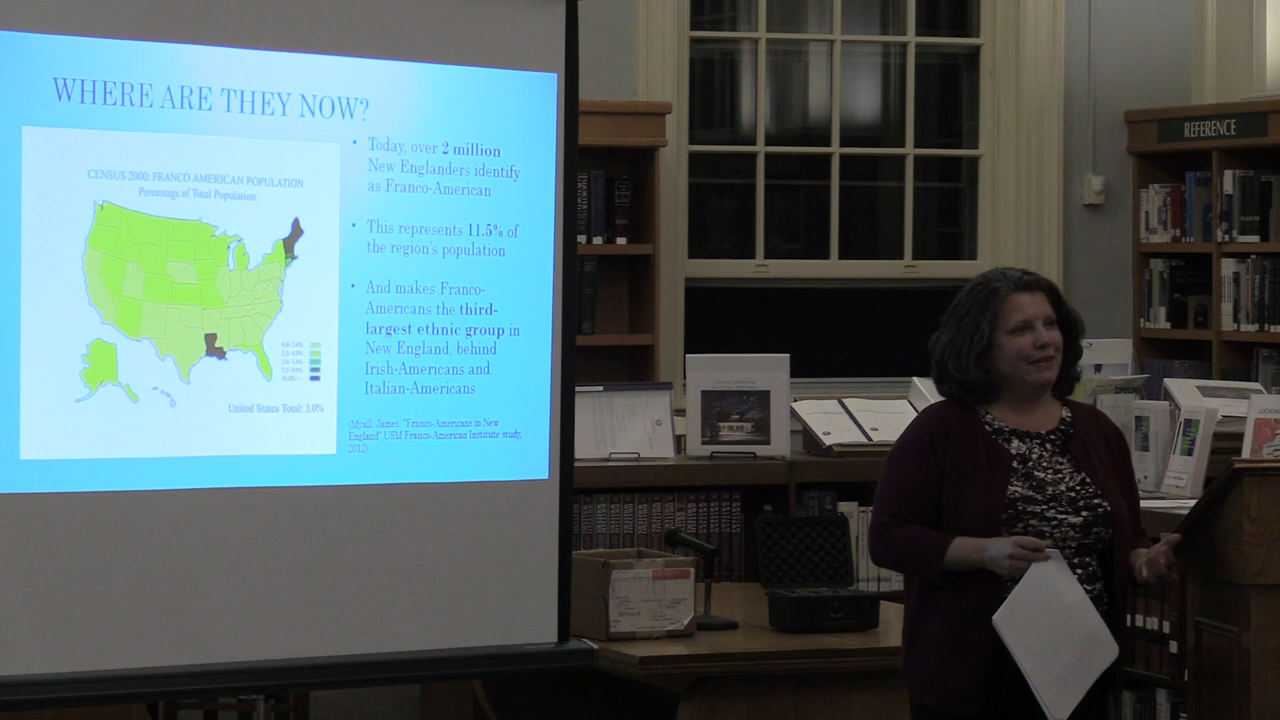 WHERE ARE THEY NOW?
CENSUS 2000: FRANCO AMERICAN POPULATION
Percentage of Total Population
United States Total: 3.0%
• Today, over 2 million
New Englanders identify
as Franco-American
• This represents 11.5% of
the region's population
• And makes Franco-
Americans the third-
largest ethnic group in
New England, behind
Irish-Americans and
Italian-Americans
(Myall, James. "Franco-Americans in New
England" USM Franco-American Institute study,
2012)
REFERENCE